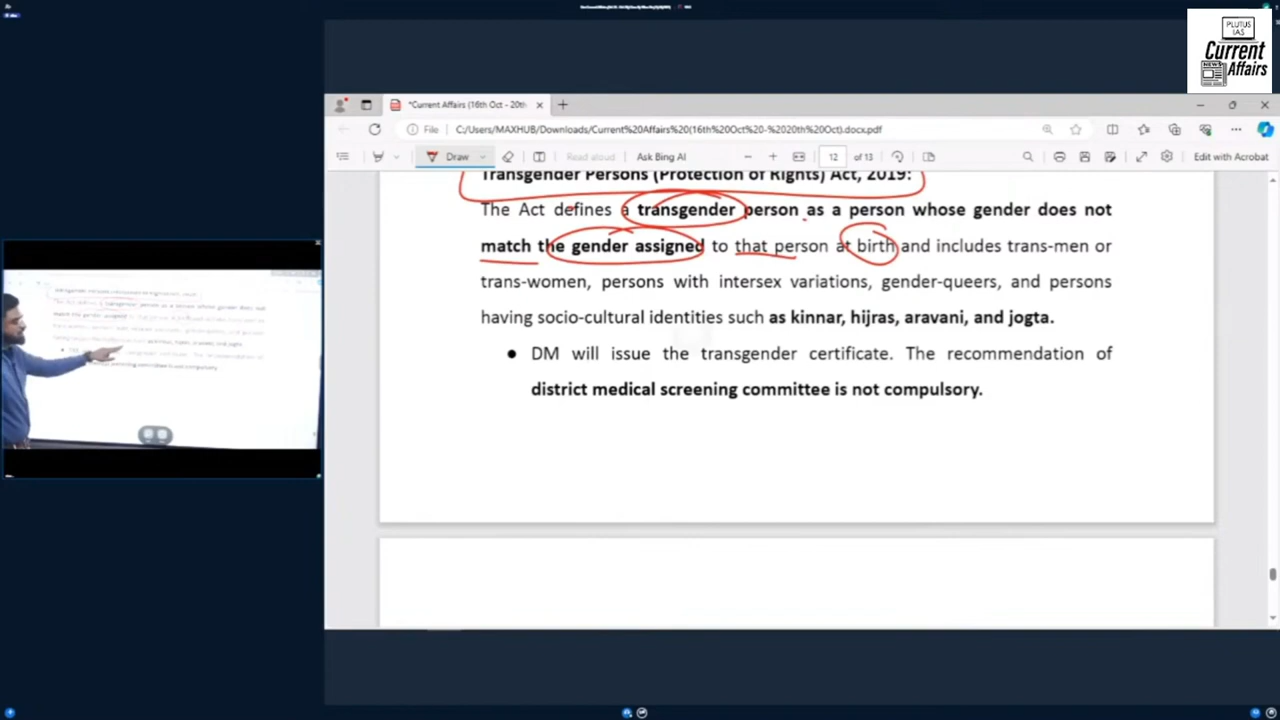 PLUTUS
IAS
Current
NEWS
Affairs
*Current Affairs (16th Oct - 20th
File
C:/Users/MAXHUB/Downloads/Current%20Affairs%20(16th%20Oct%20-%2020th%20Oct).docx.pdf
Draw
Read aloud
Ask Bing AI
12 of 13
Edit with Acrobat
Transgender Persons (Protection of Rights) Act, 2019:
The Act defines a transgender person as a person whose gender does not
match the gender assigned to that person at birth and includes trans-men or
trans-women, persons with intersex variations, gender-queers, and persons
having socio-cultural identities such as kinnar, hijras, aravani, and jogta.
● DM will issue the transgender certificate. The recommendation of
district medical screening committee is not compulsory.